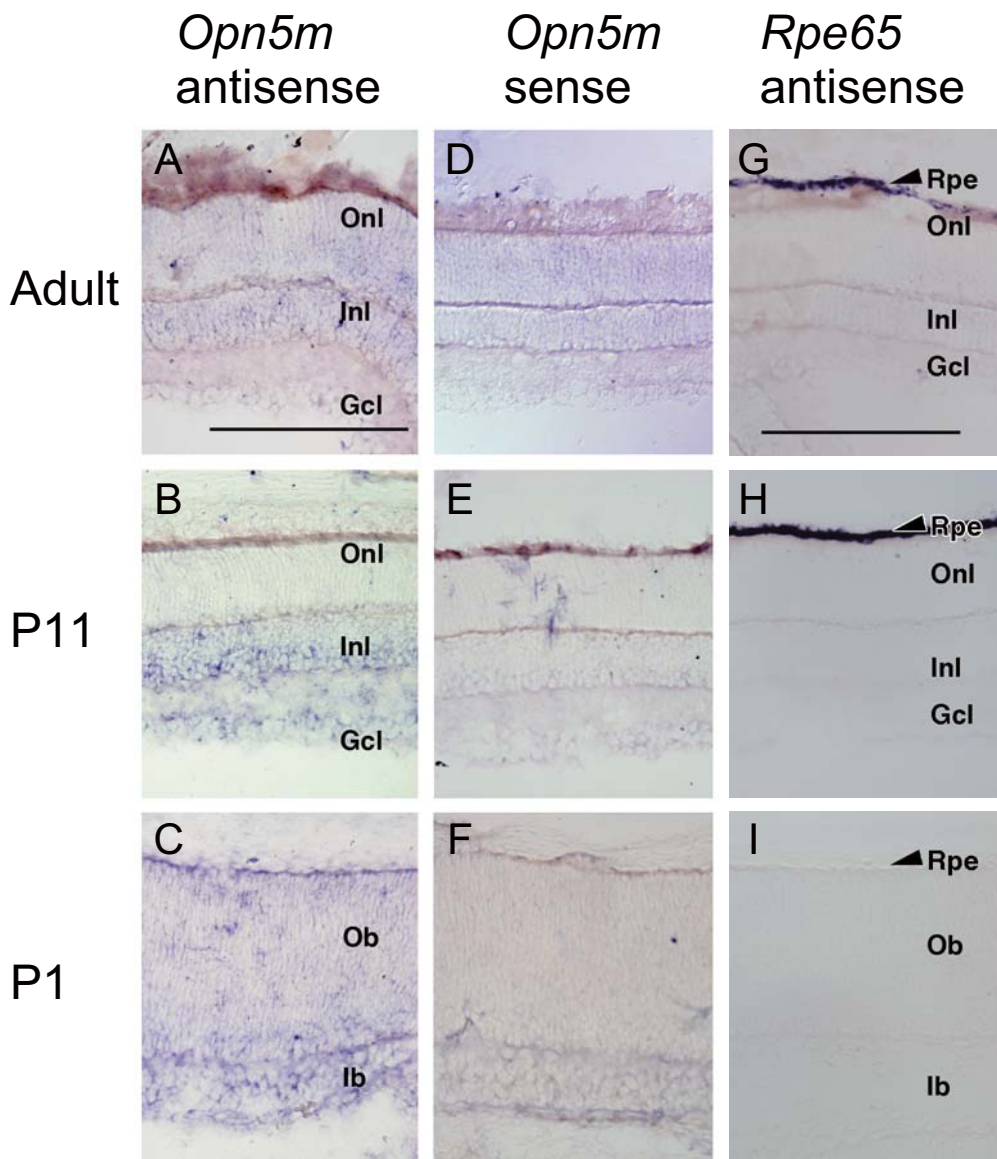 Opn5m antisense
Opn5m sense
Rpe65 antisense
Adult
A
Onl
Inl
Gcl
D
G
Rpe
Onl
Inl
Gcl
P11
B
Onl
Inl
Gcl
E
H
Rpe
Onl
Inl
Gcl
P1
C
Ob
Ib
F
I
Rpe
Ob
Ib